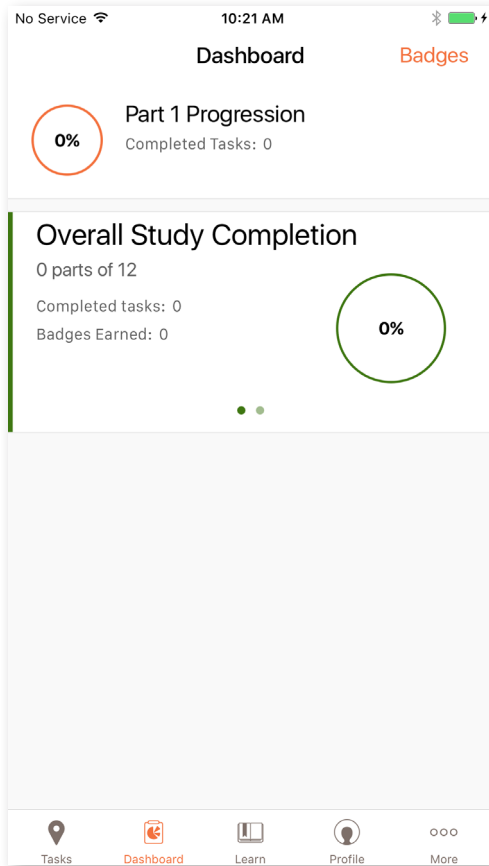 No Service 10:21 AM
Dashboard Badges
Part 1 Progression
0% Completed Tasks: 0
Overall Study Completion
0 parts of 12
Completed tasks: 0
0%
Badges Earned: 0
Tasks Dashboard Learn Profile More